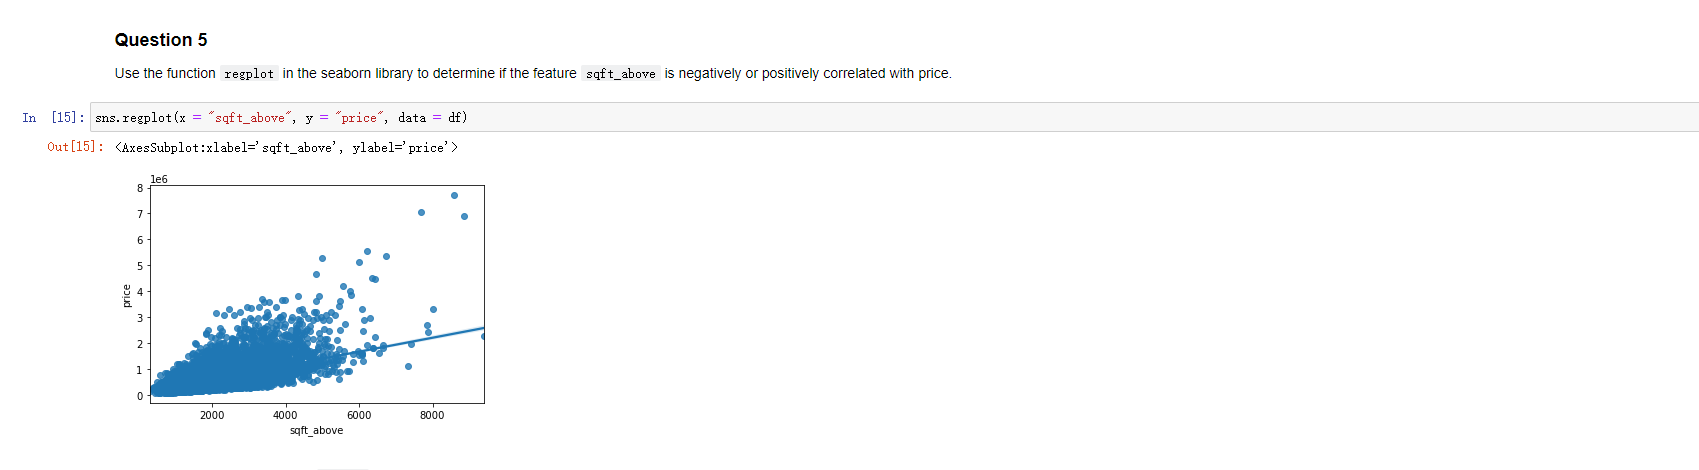 Question 5
Use the function regplot in the seaborn library to determine if the feature sqft_above is negatively or positively correlated with price.
In [15]: sns.regplot(x = "sqft_above", y = "price", data = df)
Out[15]: <AxesSubplot:xlabel='sqft_above', ylabel='price'>
1e6
8
7
6
5
4
price
3
2
1
0
2000 4000 6000 8000
sqft_above